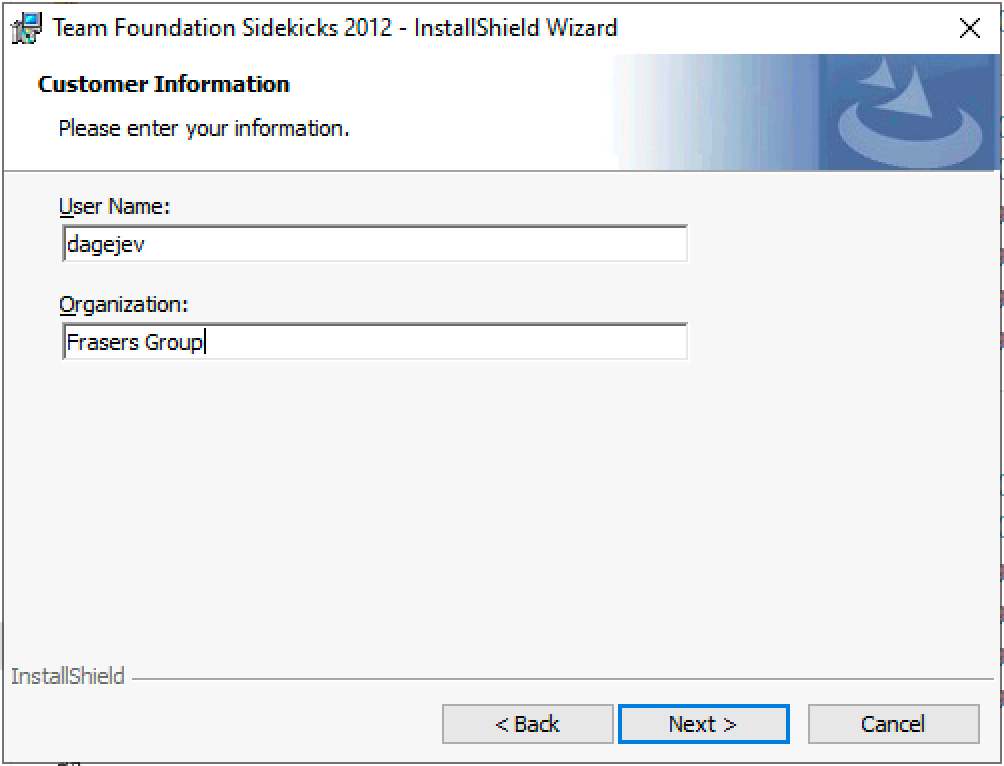 Team Foundation Sidekicks 2012 - InstallShield Wizard
Customer Information
Please enter your information.
User Name:
dagejev
Organization:
Frasers Group
InstallShield
< Back Next > Cancel